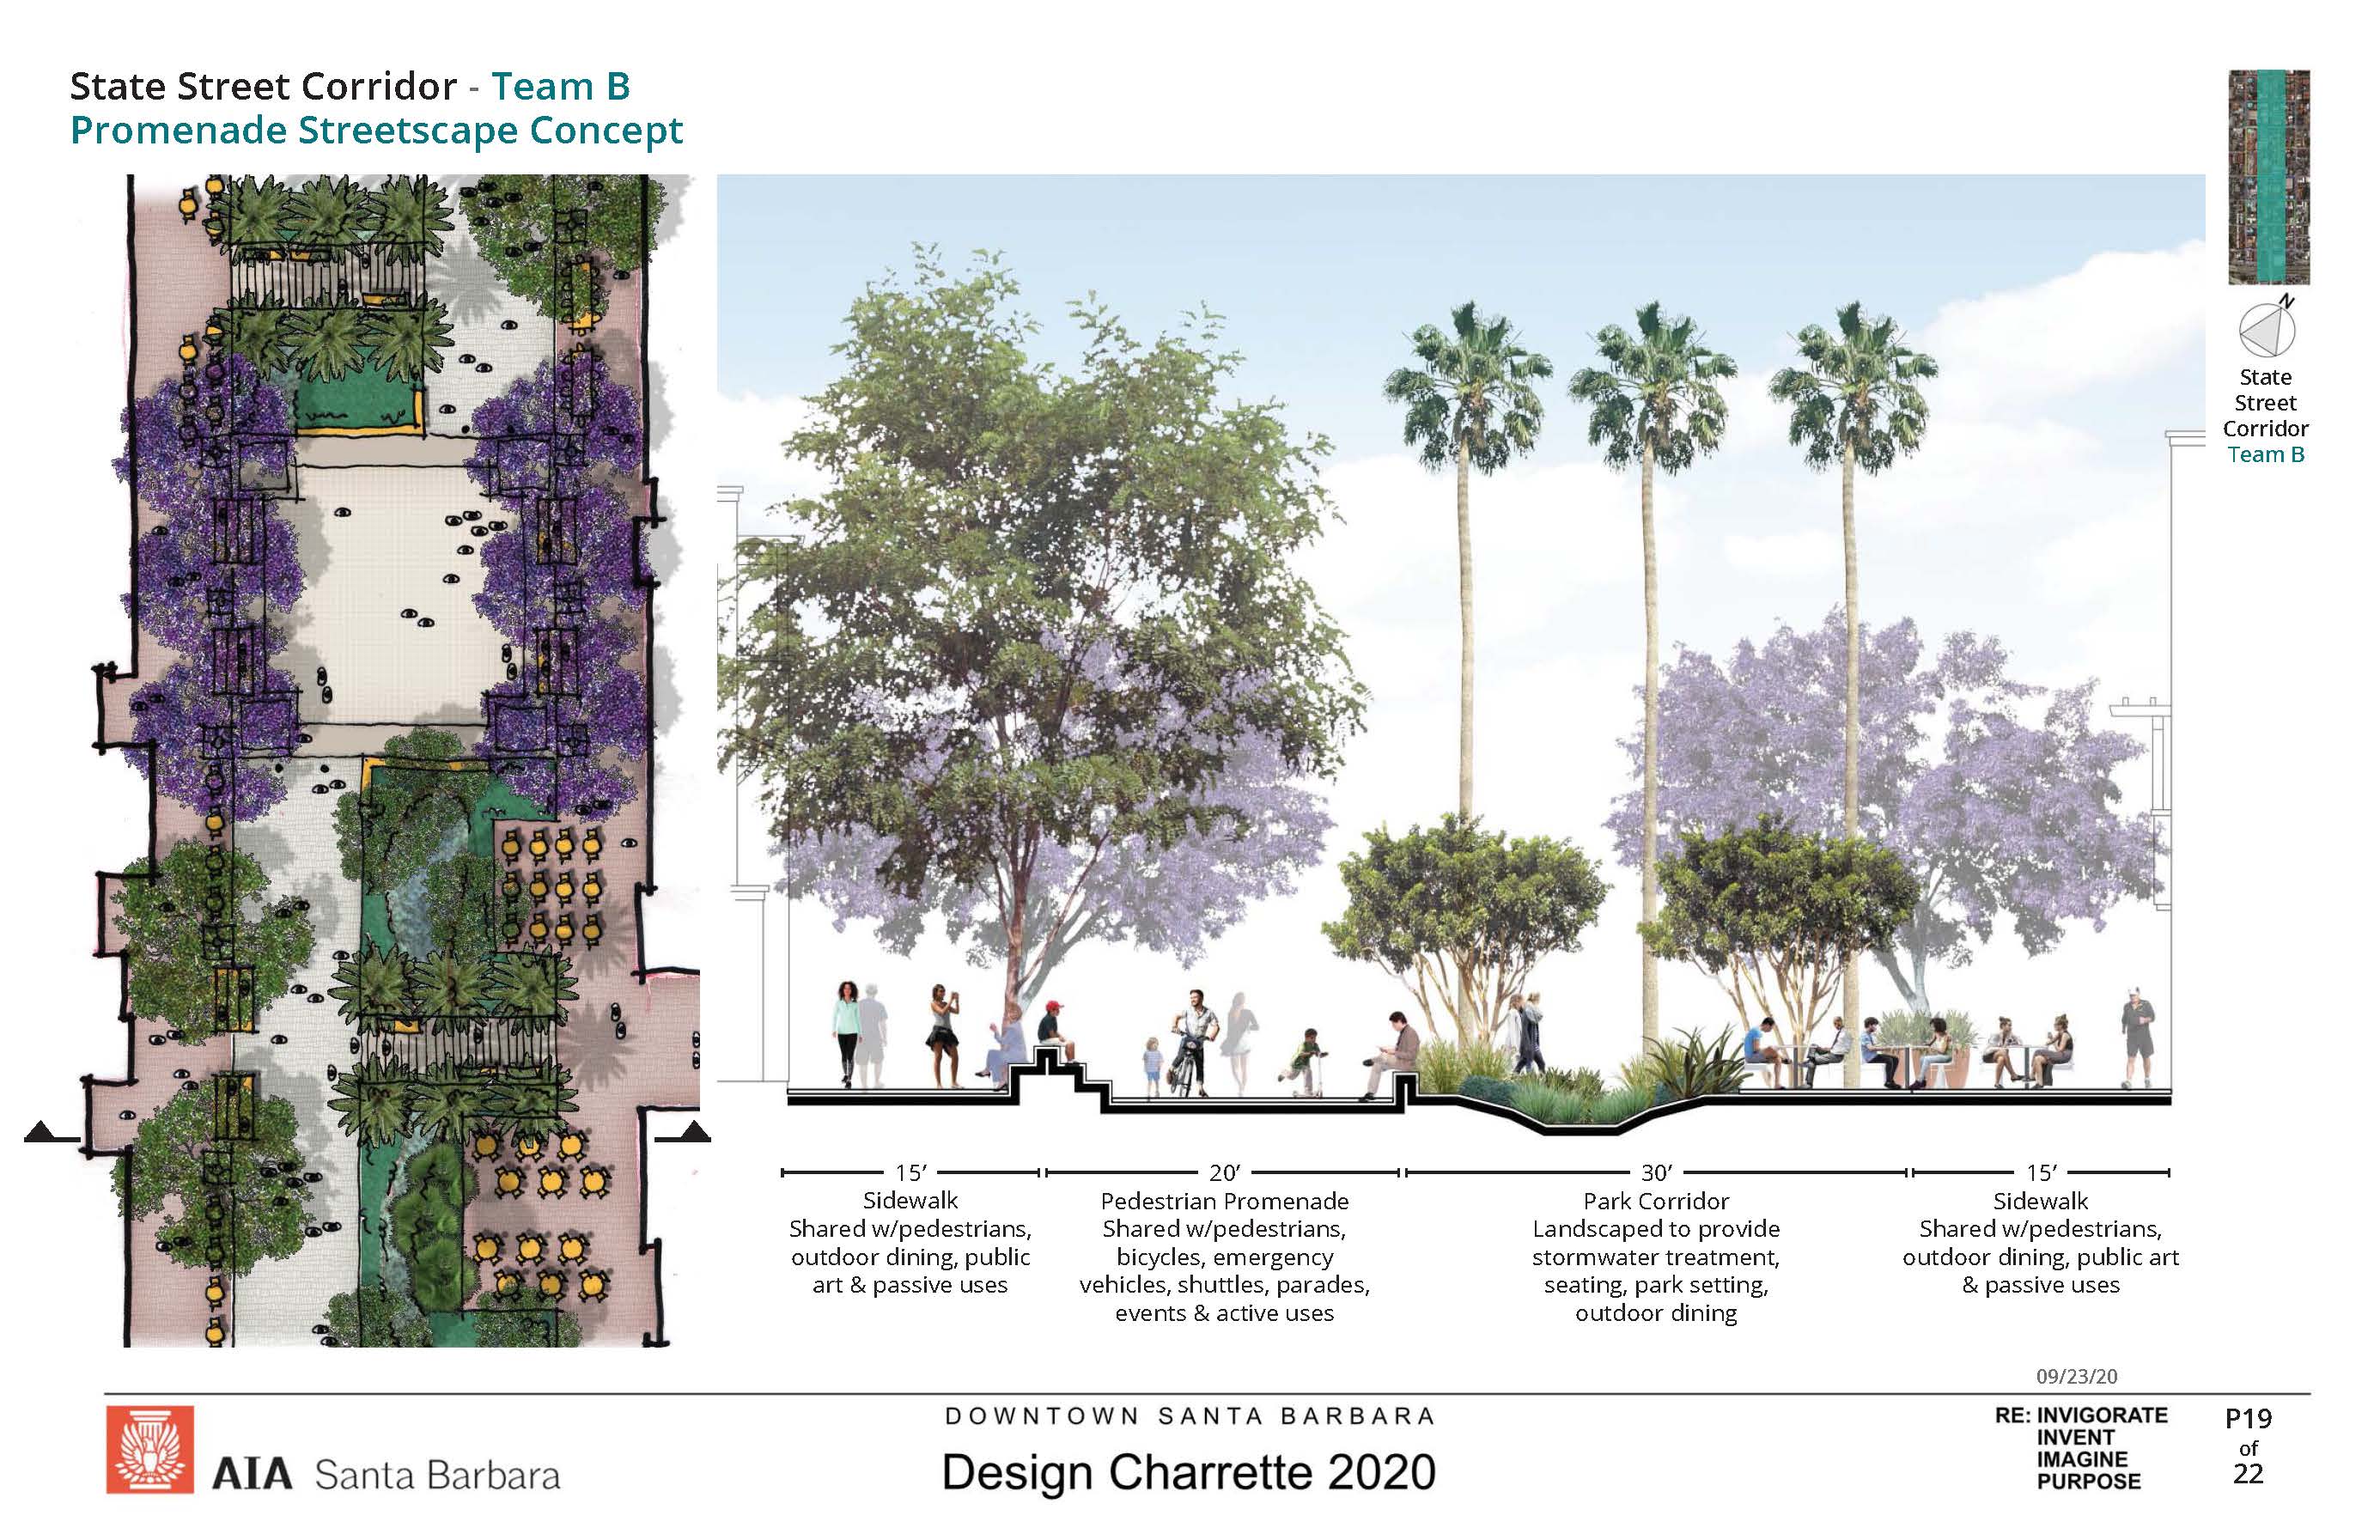 State Street Corridor - Team B
Promenade Streetscape Concept
N
State
Street
Corridor
Team B
15’
Sidewalk
Shared w/pedestrians,
outdoor dining, public
art & passive uses
20’
Pedestrian Promenade
Shared w/pedestrians,
bicycles, emergency
vehicles, shuttles, parades,
events & active uses
30’
Park Corridor
Landscaped to provide
stormwater treatment,
seating, park setting,
outdoor dining
15’
Sidewalk
Shared w/pedestrians,
outdoor dining, public art
& passive uses
09/23/20
AIA Santa Barbara
DOWNTOWN SANTA BARBARA
Design Charrette 2020
RE: INVIGORATE
INVENT
IMAGINE
PURPOSE
P19
of
22